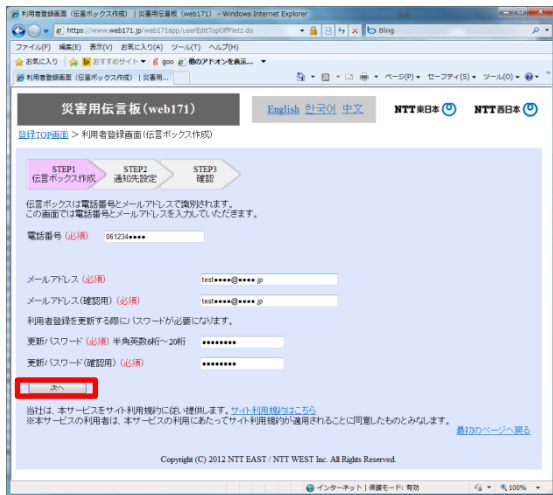 利用者登録画面（伝言ボックス作成）｜災害用伝言板（web171） - Windows Internet Explorer
https://www.web171.jp/web171app/userEditTopOffFletz.do
Bing
ファイル(F) 編集(E) 表示(V) お気に入り(A) ツール(T) ヘルプ(H)
お気に入り おすすめサイト goo 他のアドオンを表示...
利用者登録画面（伝言ボックス作成）｜災害用...
ページ(P) セーフティ(S) ツール(O)
災害用伝言板(web171)
English 한국어 中文
NTT東日本 NTT西日本
登録TOP画面 > 利用者登録画面(伝言ボックス作成)
STEP1 STEP2 STEP3
伝言ボックス作成 通知先設定 確認
伝言ボックスは電話番号とメールアドレスで識別されます。
この画面では電話番号とメールアドレスを入力していただきます。
電話番号 (必須) 061234●●●●
メールアドレス (必須) test●●●●@●●●●.jp
メールアドレス(確認用) (必須) test●●●●@●●●●.jp
利用者登録を更新する際にパスワードが必要になります。
更新パスワード (必須) 半角英数6桁～20桁 ●●●●●●●●
更新パスワード(確認用) (必須) ●●●●●●●●
次へ
当社は、本サービスをサイト利用規約に従い提供します。サイト利用規約はこちら
※本サービスの利用者は、本サービスの利用にあたってサイト利用規約が適用されることに同意したものとみなします。
最初のページへ戻る
Copyright (C) 2012 NTT EAST / NTT WEST Inc. All Rights Reserved.
インターネット | 保護モード: 有効 100%